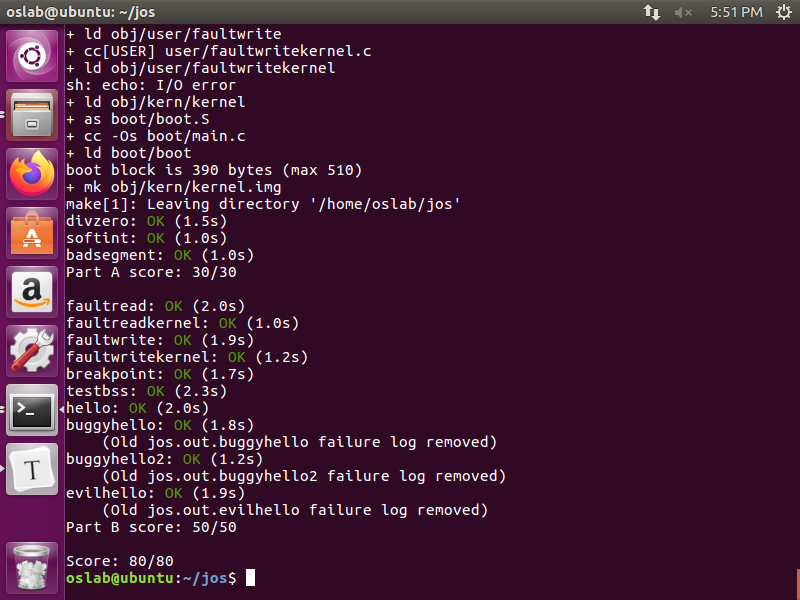 oslab@ubuntu: ~/jos
5:51 PM
+ ld obj/user/faultwrite
+ cc[USER] user/faultwritekernel.c
+ ld obj/user/faultwritekernel
sh: echo: I/O error
+ ld obj/kern/kernel
+ as boot/boot.S
+ cc -Os boot/main.c
+ ld boot/boot
boot block is 390 bytes (max 510)
+ mk obj/kern/kernel.img
make[1]: Leaving directory '/home/oslab/jos'
divzero: OK (1.5s)
softint: OK (1.0s)
badsegment: OK (1.0s)
Part A score: 30/30
faultread: OK (2.0s)
faultreadkernel: OK (1.0s)
faultwrite: OK (1.9s)
faultwritekernel: OK (1.2s)
breakpoint: OK (1.7s)
testbss: OK (2.3s)
hello: OK (2.0s)
buggyhello: OK (1.8s)
(Old jos.out.buggyhello failure log removed)
buggyhello2: OK (1.2s)
(Old jos.out.buggyhello2 failure log removed)
evilhello: OK (1.9s)
(Old jos.out.evilhello failure log removed)
Part B score: 50/50
Score: 80/80
oslab@ubuntu:~/jos$
A
a
>_
T